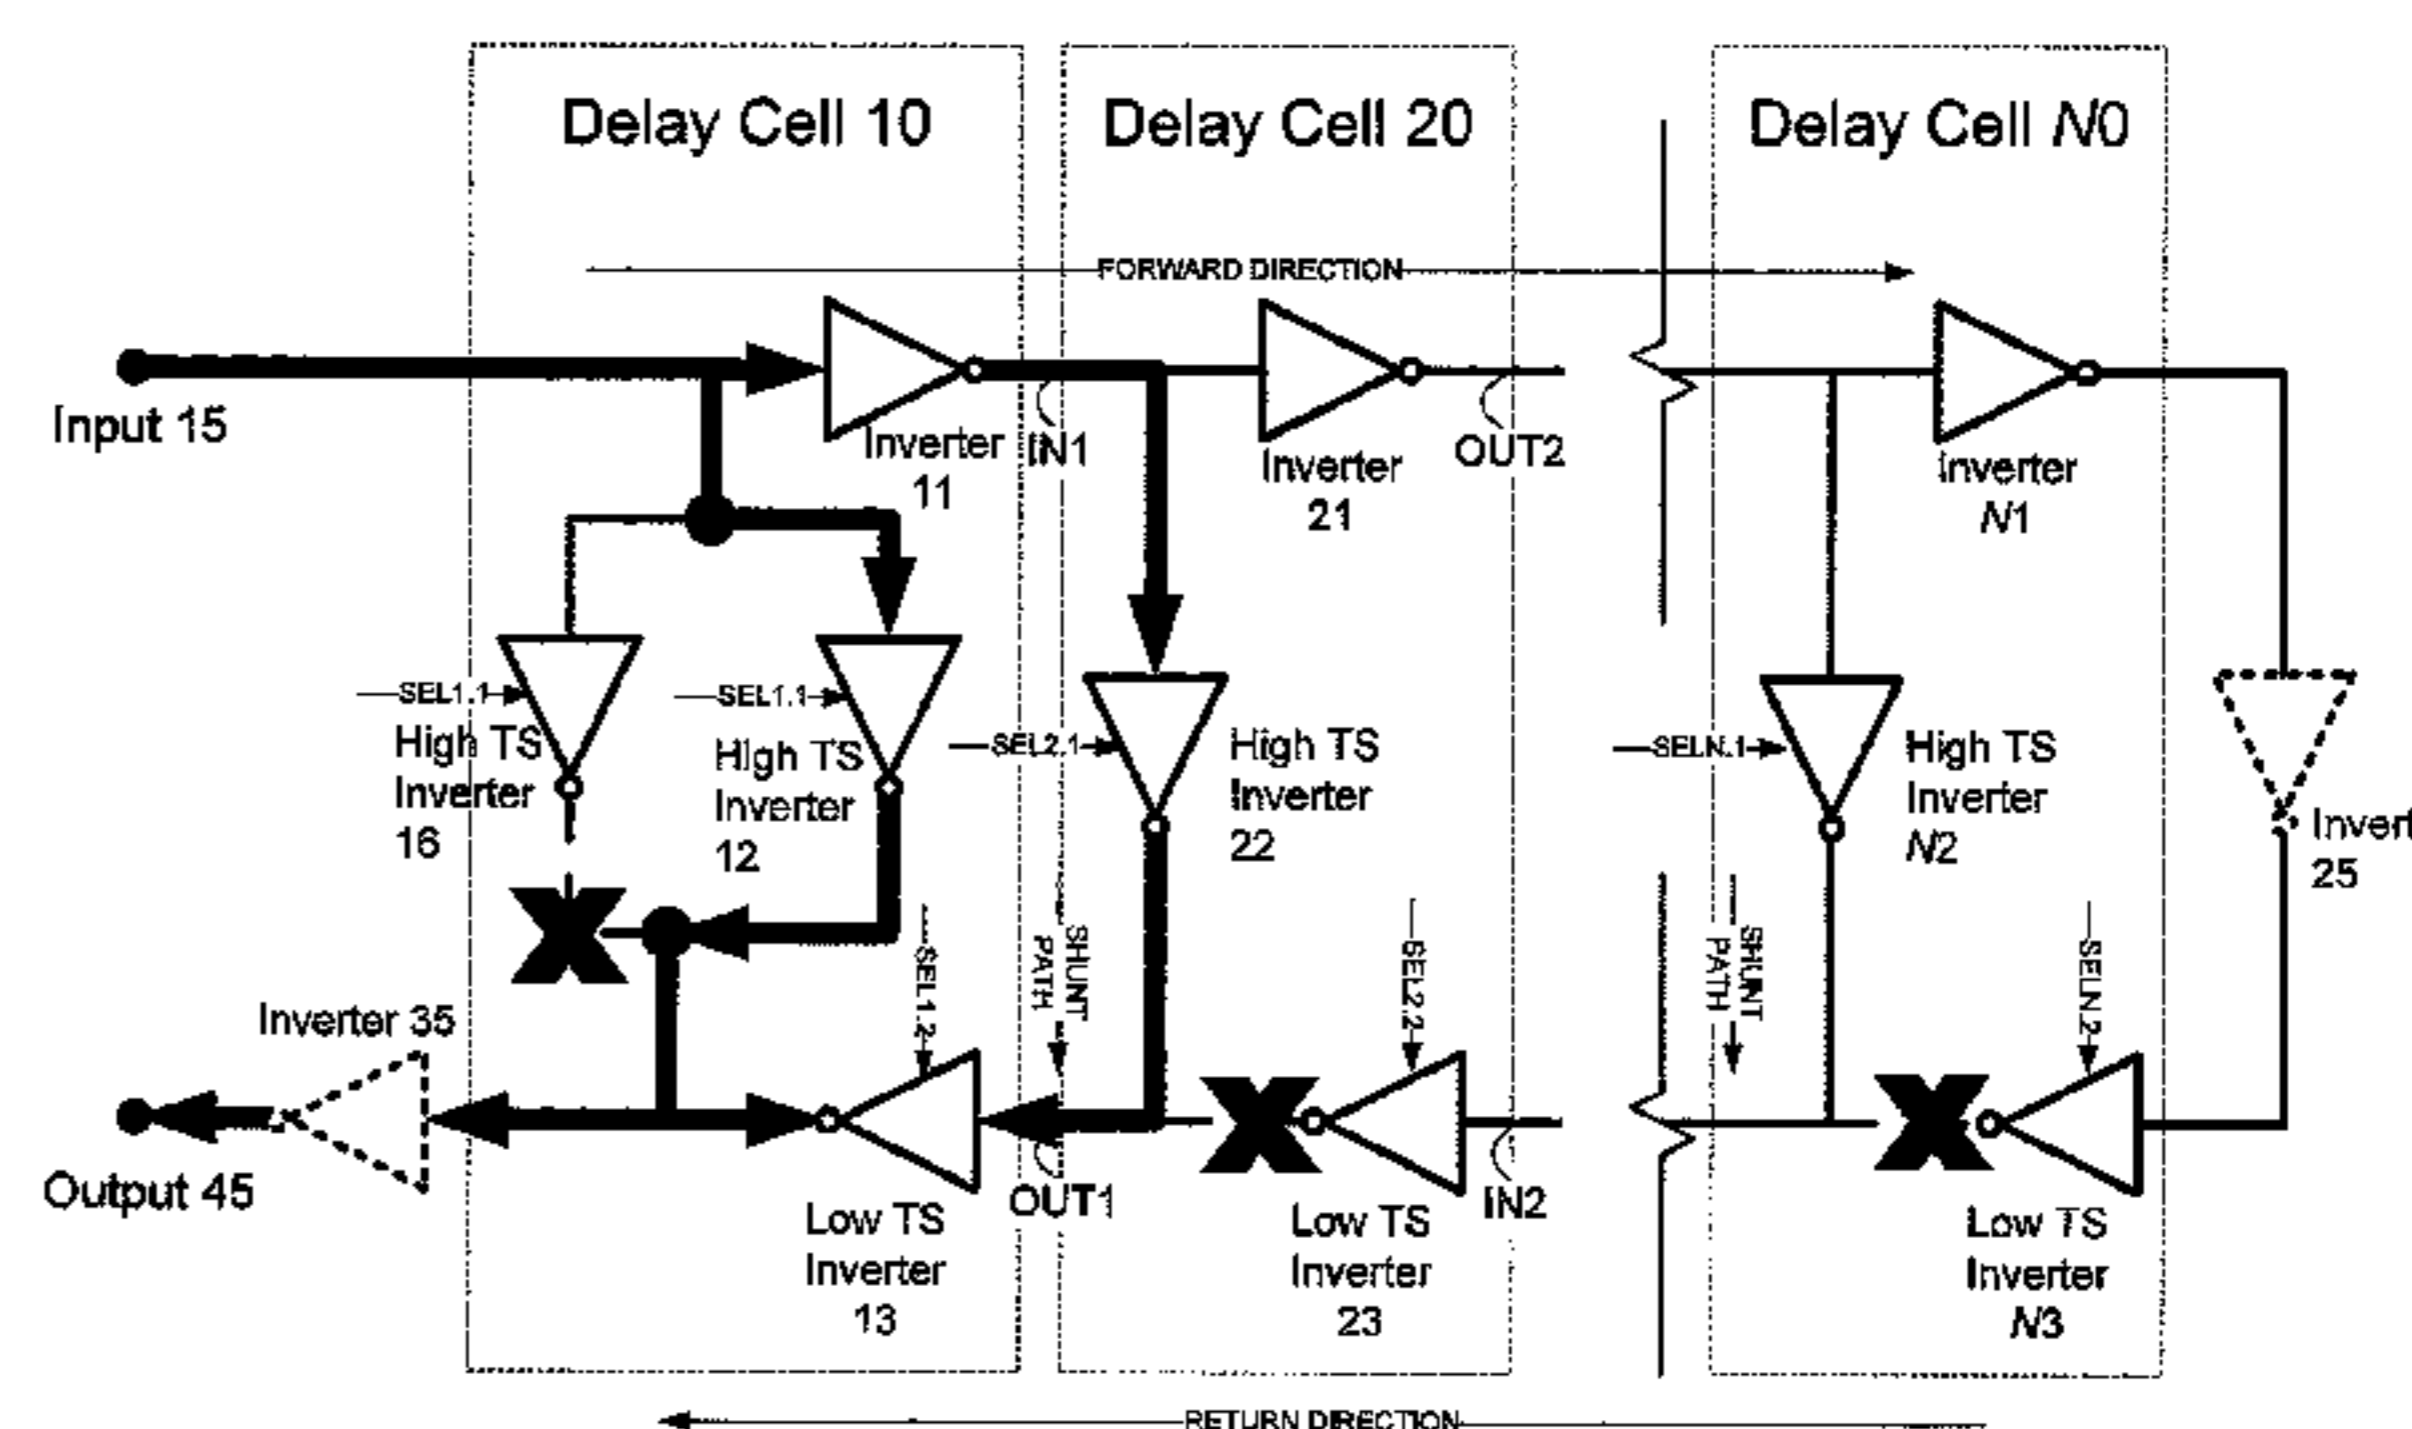 Delay Cell 10
Delay Cell 20
Delay Cell N0
FORWARD DIRECTION
Input 15
Inverter
11
IN1
Inverter
21
OUT2
Inverter
N1
SEL1.1
High TS
Inverter
16
SEL1.1
High TS
Inverter
12
SEL2.1
High TS
Inverter
22
SELN.1
High TS
Inverter
N2
Invert
25
SEL1.2
SHUNT
PATH
SEL2.2
SHUNT
PATH
SELN.2
Inverter 35
Output 45
Low TS
Inverter
13
OUT1
Low TS
Inverter
23
IN2
Low TS
Inverter
N3
RETURN DIRECTION